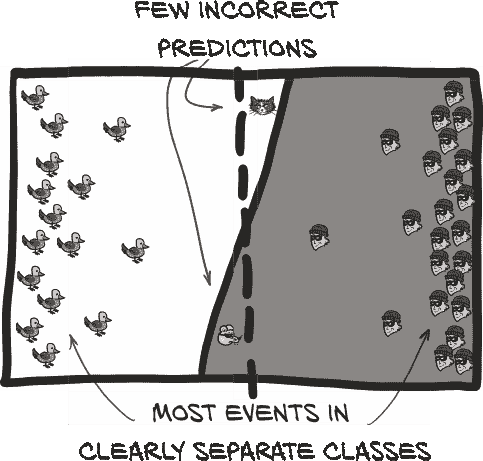 FEW INCORRECT
PREDICTIONS
MOST EVENTS IN
CLEARLY SEPARATE CLASSES